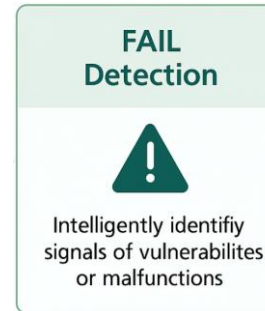 FAIL
Detection
Intelligently identifiy
signals of vulnerabilites
or malfunctions